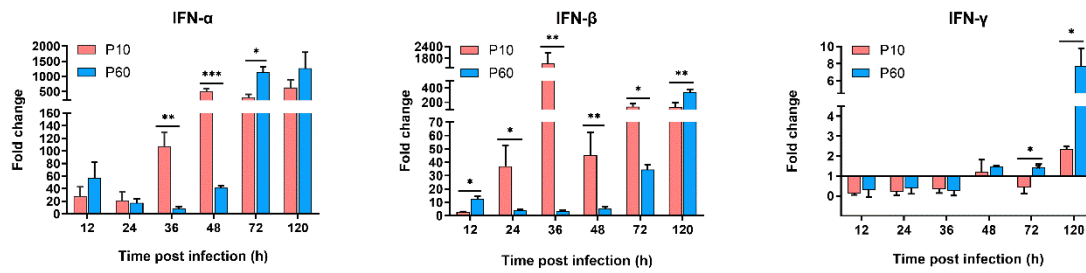 IFN-α
Fold change
2000
1500
1000
500
160
140
120
100
80
60
40
20
0
P10
P60
**
***
*
12 24 36 48 72 120
Time post infection (h)
IFN-β
Fold change
2400
1800
400
200
70
60
50
40
30
20
10
0
P10
P60
*
*
**
**
*
**
12 24 36 48 72 120
Time post infection (h)
IFN-γ
Fold change
10
8
6
4
2
1
0
P10
P60
*
*
12 24 36 48 72 120
Time post infection (h)